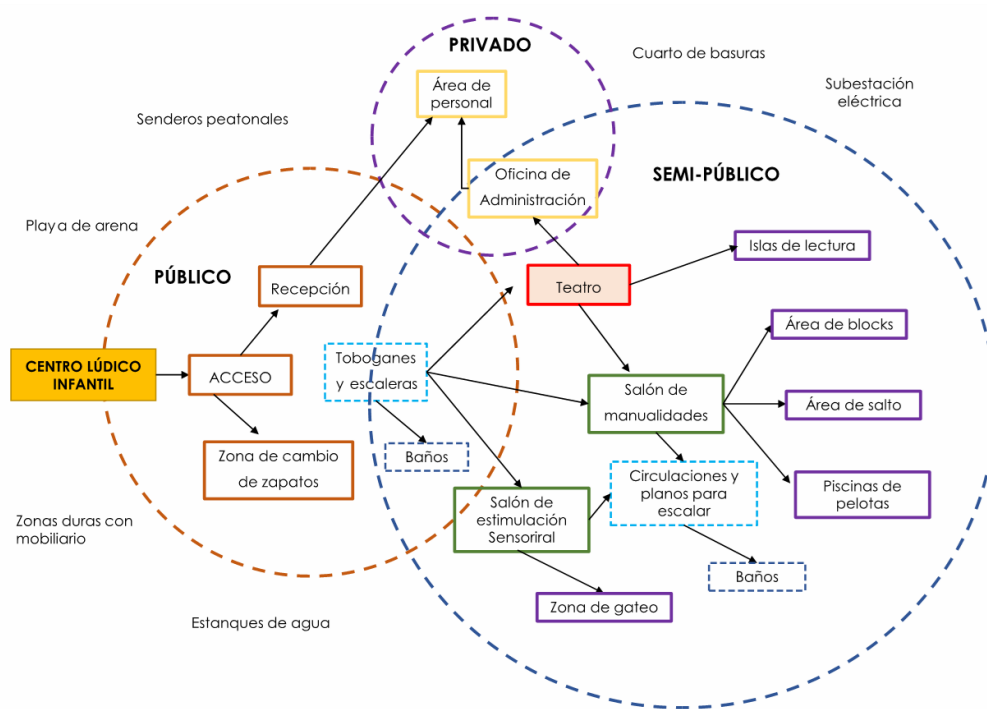 PRIVADO
Cuarto de basuras
Subestación
eléctrica
Área de
personal
Senderos peatonales
Oficina de
Administración
SEMI-PÚBLICO
Playa de arena
PÚBLICO
Islas de lectura
Recepción
Teatro
Área de blocks
CENTRO LÚDICO
INFANTIL
ACCESO
Toboganes
y escaleras
Salón de
manualidades
Área de salto
Zona de cambio
de zapatos
Baños
Circulaciones y
planos para
escalar
Piscinas de
pelotas
Salón de
estimulación
Sensoriral
Zonas duras con
mobiliario
Baños
Zona de gateo
Estanques de agua